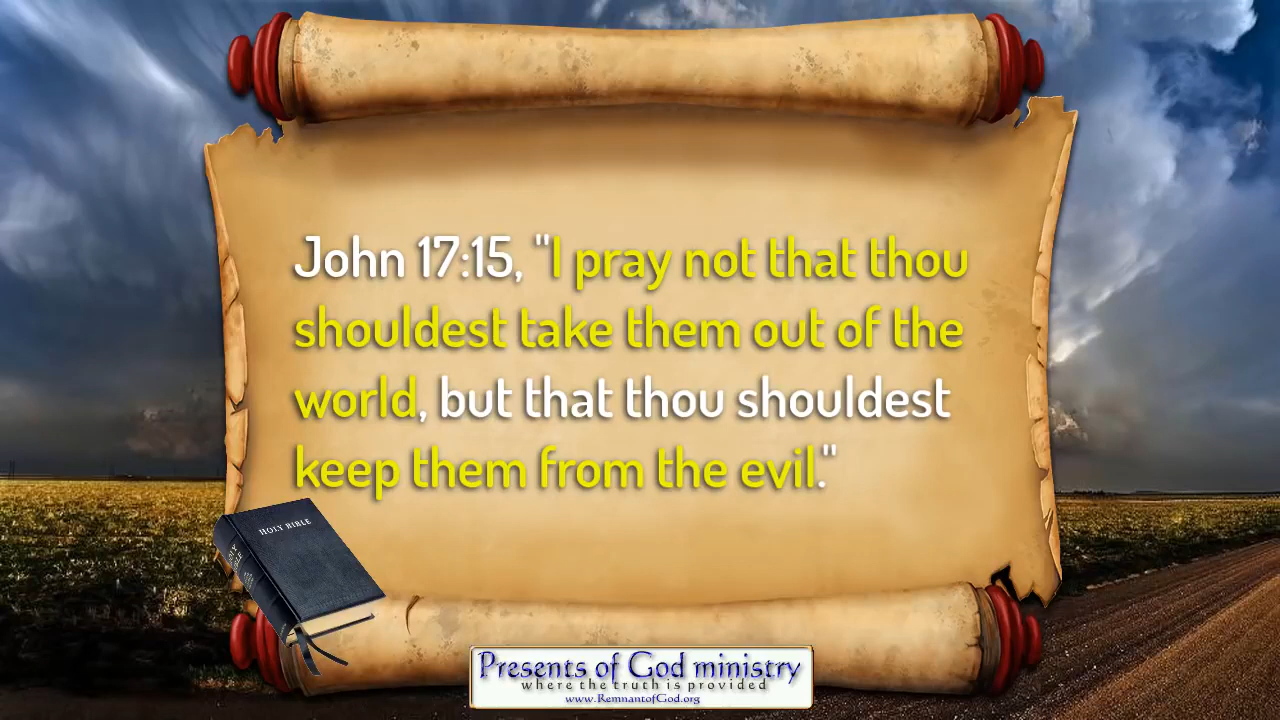 John 17:15, "I pray not that thou
shouldest take them out of the
world, but that thou shouldest
keep them from the evil."
HOLY BIBLE
Presents of God ministry
where the truth is provided
www.RemnantofGod.org